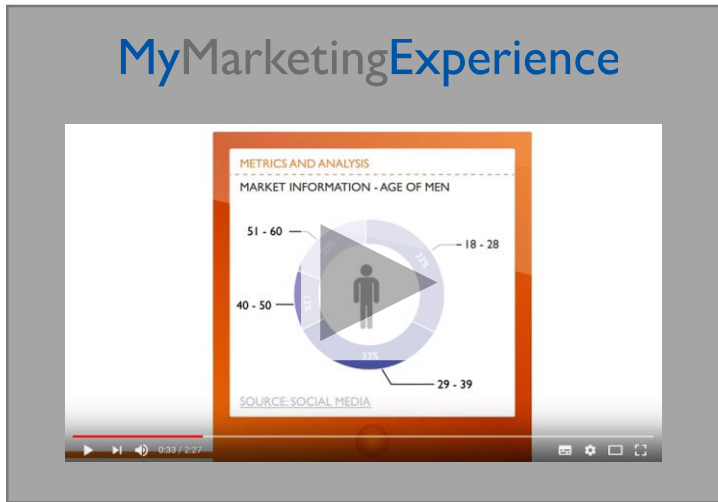 MyMarketingExperience
METRICS AND ANALYSIS
MARKET INFORMATION - AGE OF MEN
51 - 60
18 - 28
33%
40 - 50
33%
29 - 39
SOURCE: SOCIAL MEDIA
0:33 / 2:27